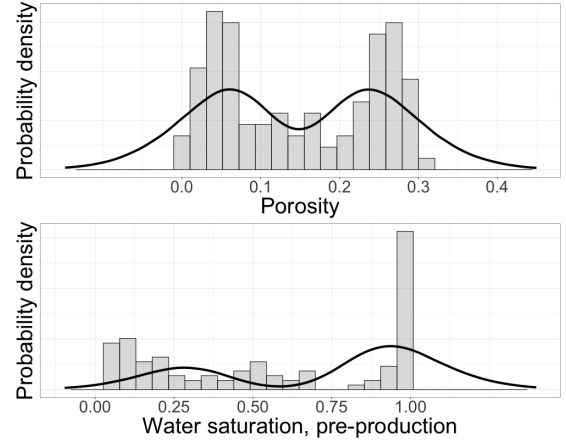 Probability density
0.0 0.1 0.2 0.3 0.4
Porosity
Probability density
0.00 0.25 0.50 0.75 1.00
Water saturation, pre-production